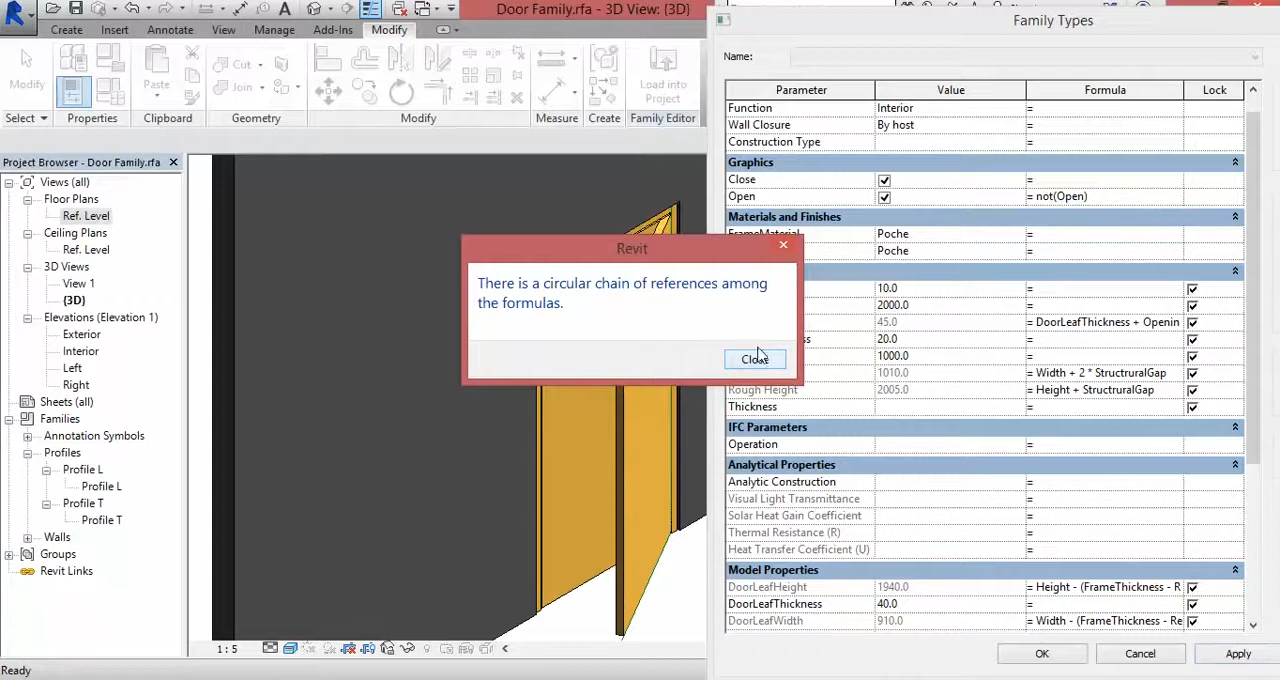 Door Family.rfa - 3D View: {3D}
Create Insert Annotate View Manage Add-Ins Modify
Modify
Paste
Cut
Join
Load into
Project
Select Properties Clipboard Geometry Modify Measure Create Family Editor
Project Browser - Door Family.rfa
Views (all)
Floor Plans
Ref. Level
Ceiling Plans
Ref. Level
3D Views
View 1
{3D}
Elevations (Elevation 1)
Exterior
Interior
Left
Right
Sheets (all)
Families
Annotation Symbols
Profiles
Profile L
Profile L
Profile T
Profile T
Walls
Groups
Revit Links
1 : 5
Ready
Revit
There is a circular chain of references among
the formulas.
Close
Family Types
Name:
Parameter Value Formula Lock
Function Interior =
Wall Closure By host =
Construction Type =
Graphics
Close =
Open = not(Open)
Materials and Finishes
FrameMaterial Poche =
Poche =
10.0 =
2000.0 =
45.0 = DoorLeafThickness + Openin
20.0 =
1000.0 =
1010.0 = Width + 2 * StructruralGap
Rough Height 2005.0 = Height + StructruralGap
Thickness =
IFC Parameters
Operation =
Analytical Properties
Analytic Construction =
Visual Light Transmittance =
Solar Heat Gain Coefficient =
Thermal Resistance (R) =
Heat Transfer Coefficient (U) =
Model Properties
DoorLeafHeight 1940.0 = Height - (FrameThickness - R
DoorLeafThickness 40.0 =
DoorLeafWidth 910.0 = Width - (FrameThickness - Re
OK Cancel Apply